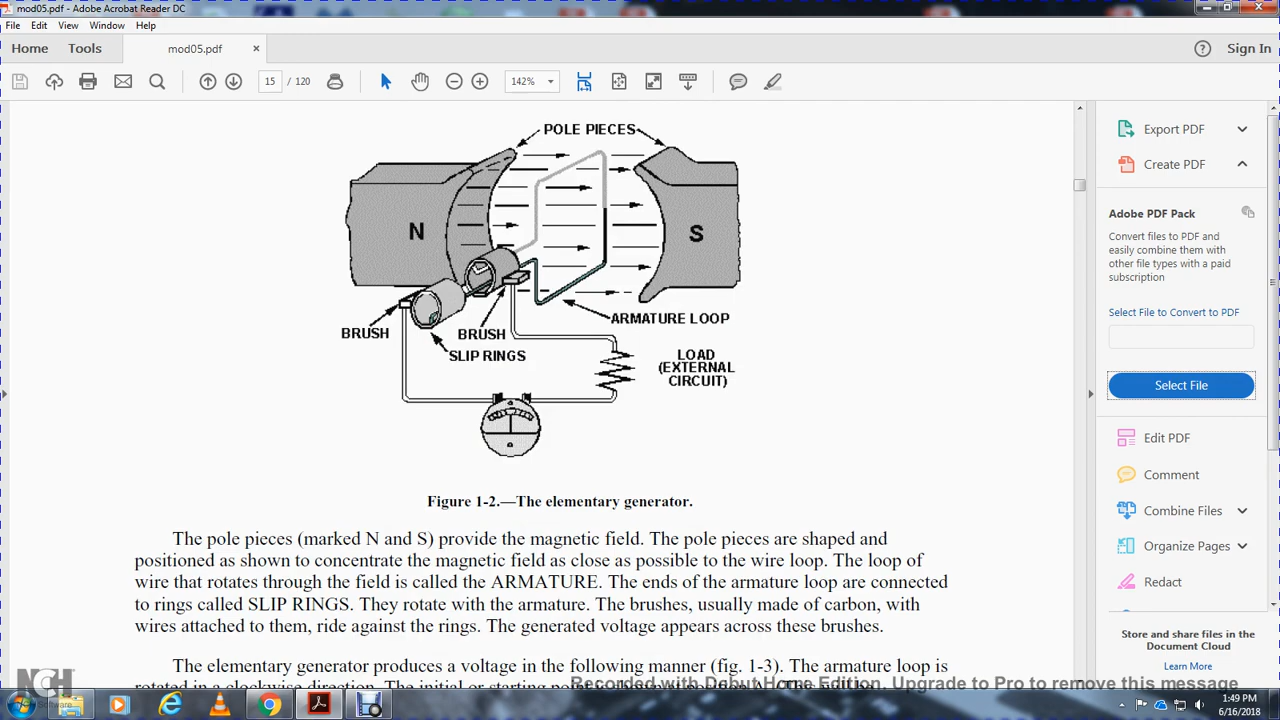 mod05.pdf - Adobe Acrobat Reader DC
File Edit View Window Help
Home Tools mod05.pdf × Sign In
15 / 120 142%
POLE PIECES
N S
BRUSH BRUSH ARMATURE LOOP
SLIP RINGS
LOAD
(EXTERNAL
CIRCUIT)
Figure 1-2.—The elementary generator.
The pole pieces (marked N and S) provide the magnetic field. The pole pieces are shaped and
positioned as shown to concentrate the magnetic field as close as possible to the wire loop. The loop of
wire that rotates through the field is called the ARMATURE. The ends of the armature loop are connected
to rings called SLIP RINGS. They rotate with the armature. The brushes, usually made of carbon, with
wires attached to them, ride against the rings. The generated voltage appears across these brushes.
The elementary generator produces a voltage in the following manner (fig. 1-3). The armature loop is
rotated in a clockwise direction. The initial or starting
Export PDF
Create PDF
Adobe PDF Pack
Convert files to PDF and
easily combine them with
other file types with a paid
subscription
Select File to Convert to PDF
Select File
Edit PDF
Comment
Combine Files
Organize Pages
Redact
Store and share files in the
Document Cloud
Learn More
Recorded with Debut Home Edition. Upgrade to Pro to remove this message
NCH
Software
1:49 PM
6/16/2018